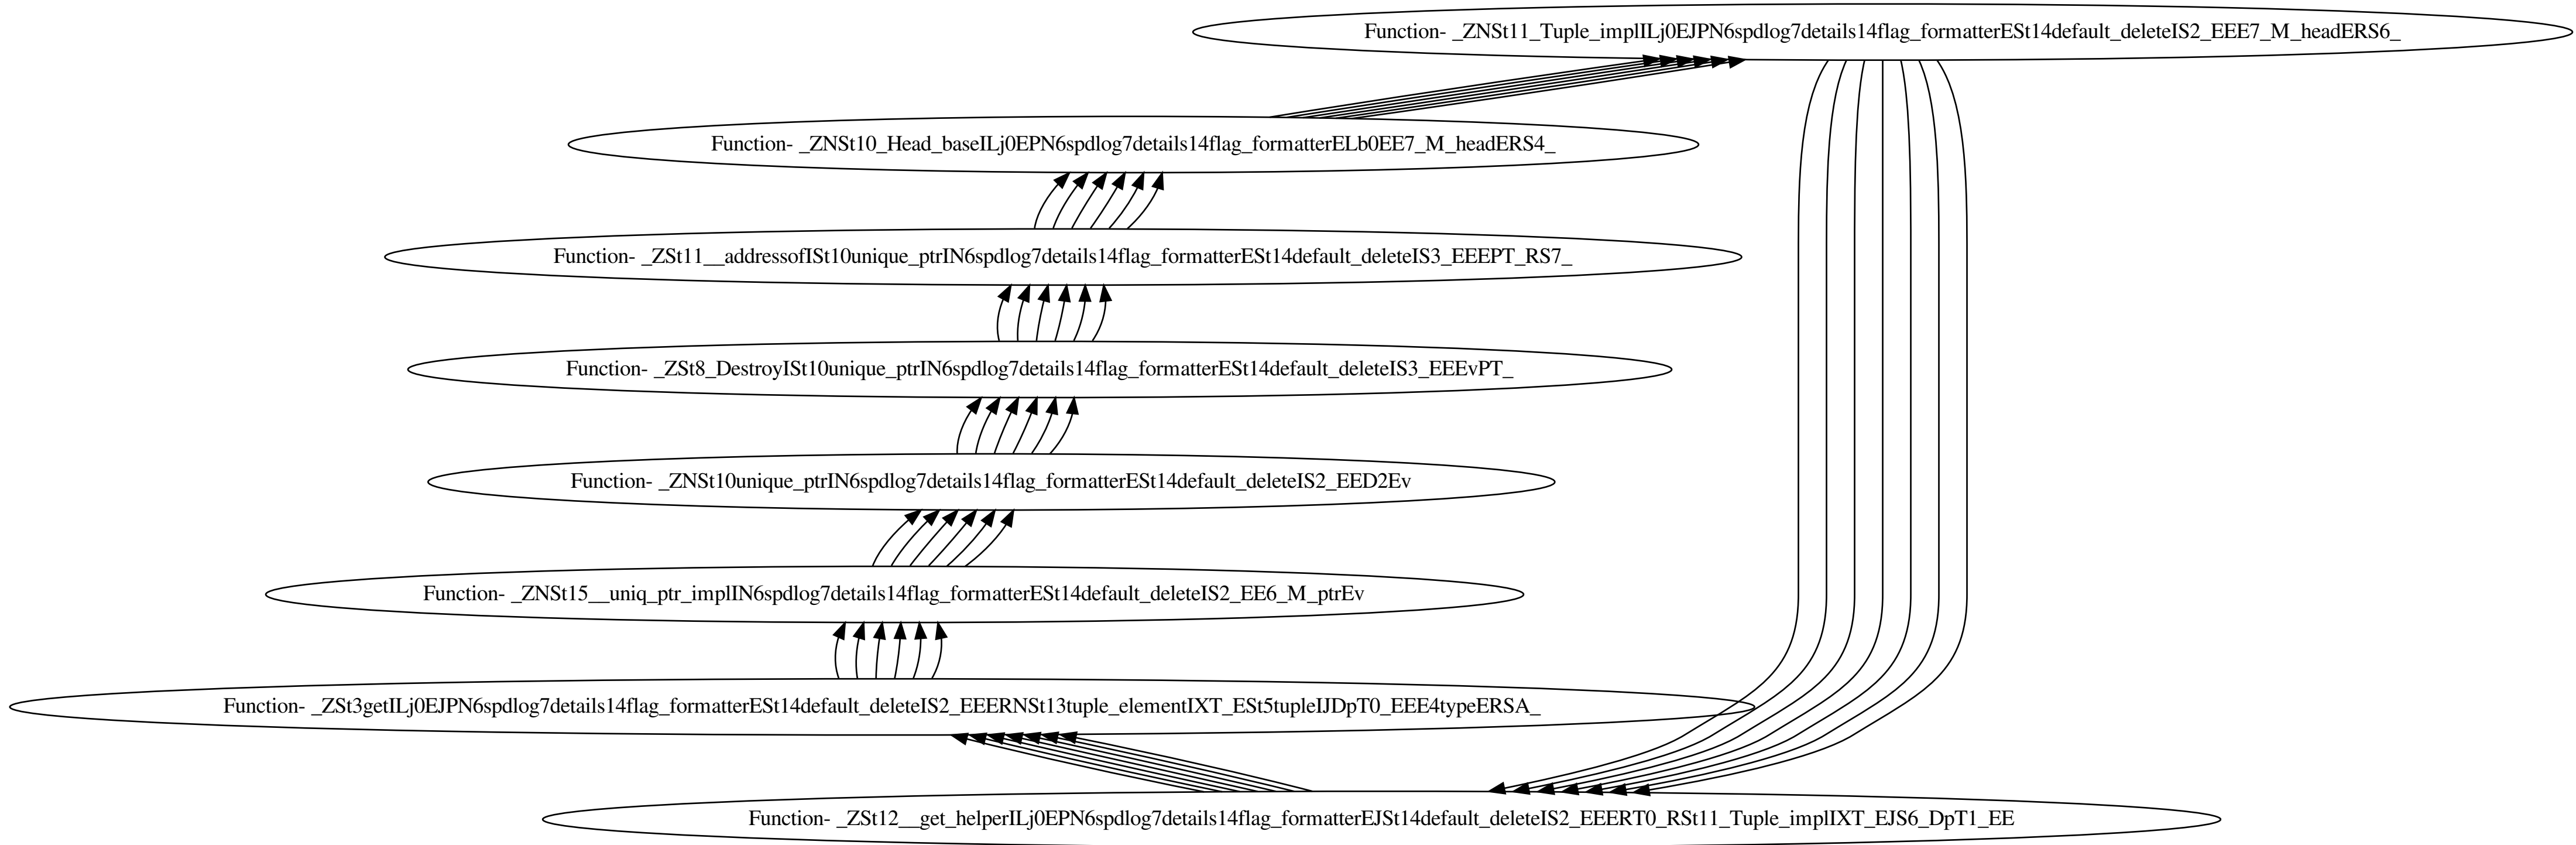 Function- _ZNSt11_Tuple_implILj0EJPN6spdlog7details14flag_formatterESt14default_deleteIS2_EEE7_M_headERS6_
Function- _ZNSt10_Head_baseILj0EPN6spdlog7details14flag_formatterELb0EE7_M_headERS4_
Function- _ZSt11__addressofISt10unique_ptrIN6spdlog7details14flag_formatterESt14default_deleteIS3_EEEPT_RS7_
Function- _ZSt8_DestroyISt10unique_ptrIN6spdlog7details14flag_formatterESt14default_deleteIS3_EEEvPT_
Function- _ZNSt10unique_ptrIN6spdlog7details14flag_formatterESt14default_deleteIS2_EED2Ev
Function- _ZNSt15__uniq_ptr_implIN6spdlog7details14flag_formatterESt14default_deleteIS2_EE6_M_ptrEv
Function- _ZSt3getILj0EJPN6spdlog7details14flag_formatterESt14default_deleteIS2_EEERNSt13tuple_elementIXT_ESt5tupleIJDpT0_EEE4typeERSA_
Function- _ZSt12__get_helperILj0EPN6spdlog7details14flag_formatterEJSt14default_deleteIS2_EEERT0_RSt11_Tuple_implIXT_EJS6_DpT1_EE